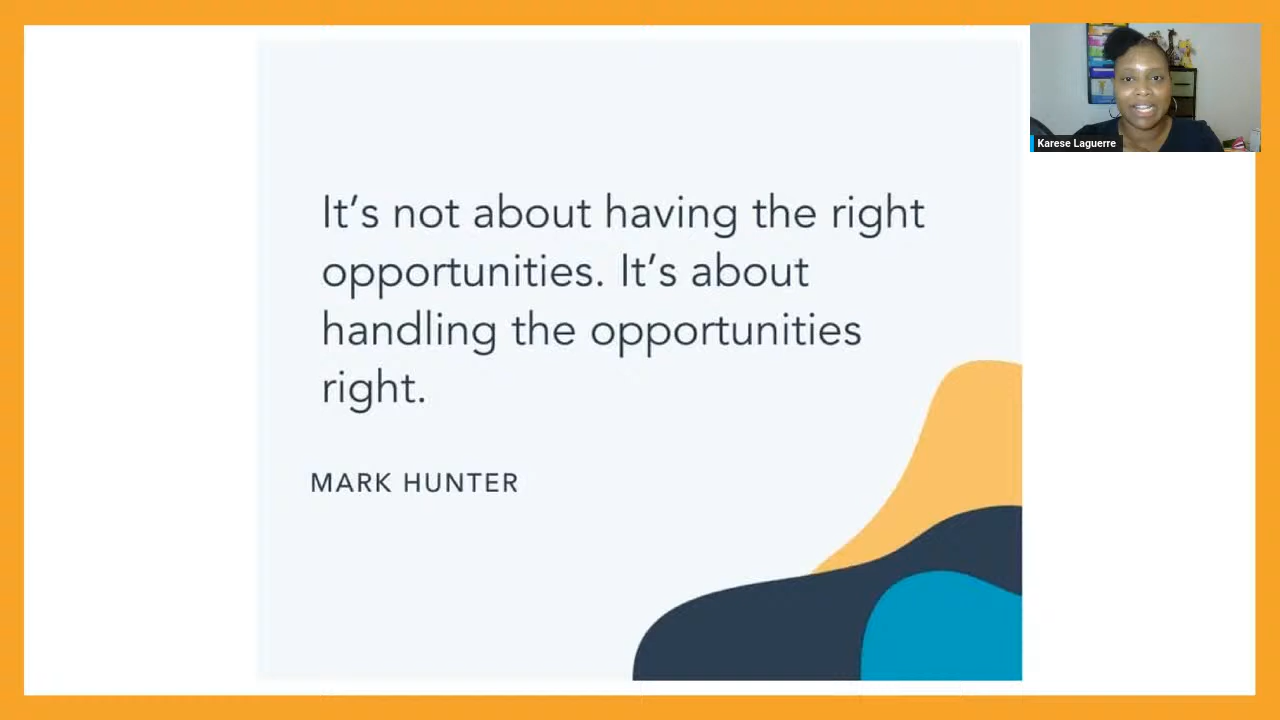 It’s not about having the right
opportunities. It’s about
handling the opportunities
right.
MARK HUNTER
Karese Laguerre